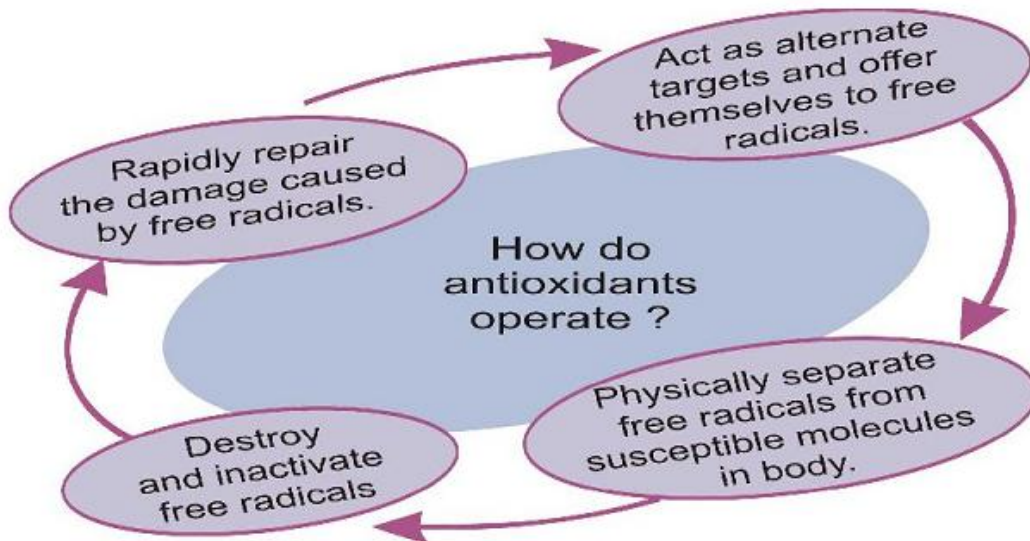 How do
antioxidants
operate ?
Act as alternate
targets and offer
themselves to free
radicals.
Physically separate
free radicals from
susceptible molecules
in body.
Destroy
and inactivate
free radicals
Rapidly repair
the damage caused
by free radicals.